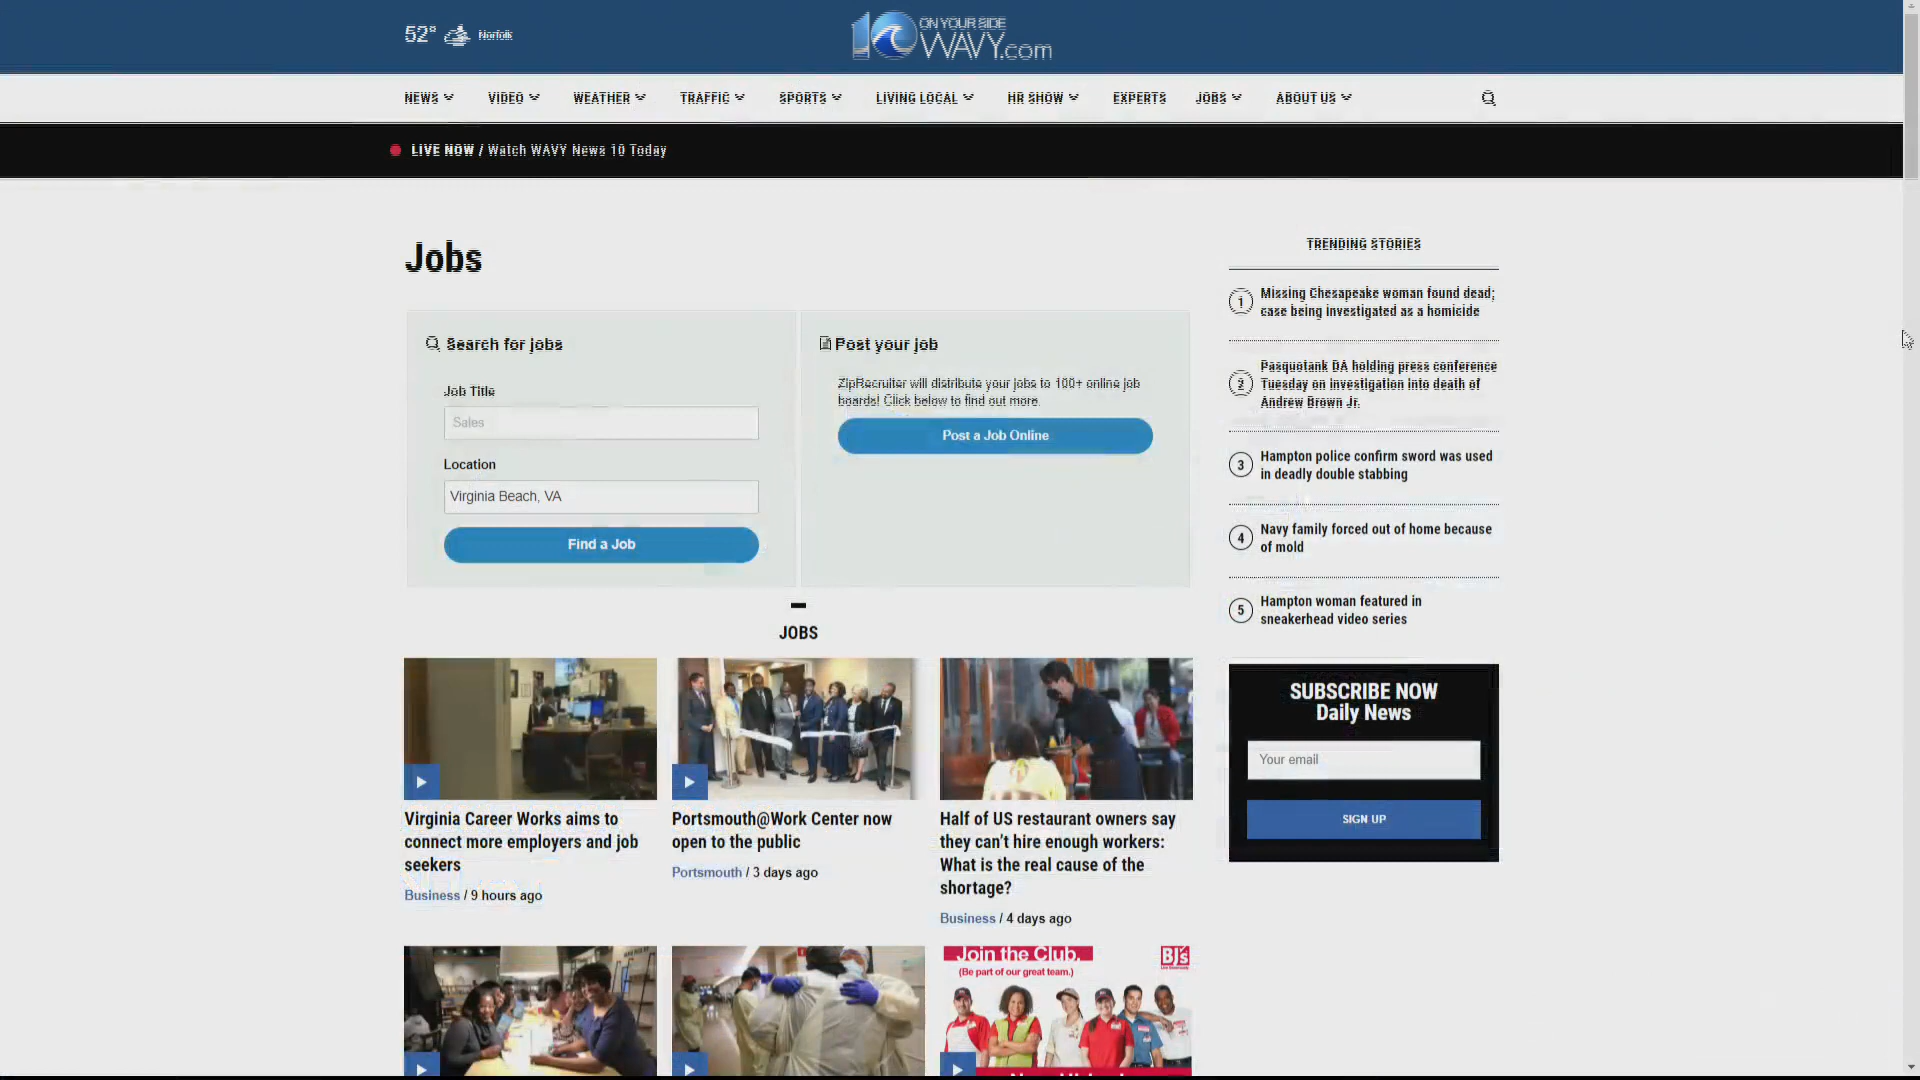 52°
Norfolk
10 ON YOUR SIDE
WAVY.com
NEWS
VIDEO
WEATHER
TRAFFIC
SPORTS
LIVING LOCAL
HR SHOW
EXPERTS
JOBS
ABOUT US
LIVE NOW / Watch WAVY News 10 Today
Jobs
Search for jobs
Job Title
Sales
Location
Virginia Beach, VA
Find a Job
Post your job
ZipRecruiter will distribute your jobs to 100+ online job
boards! Click below to find out more.
Post a Job Online
TRENDING STORIES
1
Missing Chesapeake woman found dead;
case being investigated as a homicide
2
Pasquotank DA holding press conference
Tuesday on investigation into death of
Andrew Brown Jr.
3
Hampton police confirm sword was used
in deadly double stabbing
4
Navy family forced out of home because
of mold
5
Hampton woman featured in
sneakerhead video series
SUBSCRIBE NOW
Daily News
Your email
SIGN UP
JOBS
Virginia Career Works aims to
connect more employers and job
seekers
Business / 9 hours ago
Portsmouth@Work Center now
open to the public
Portsmouth / 3 days ago
Half of US restaurant owners say
they can't hire enough workers:
What is the real cause of the
shortage?
Business / 4 days ago
Join the Club.
(Be part of our great team.)
BJ's